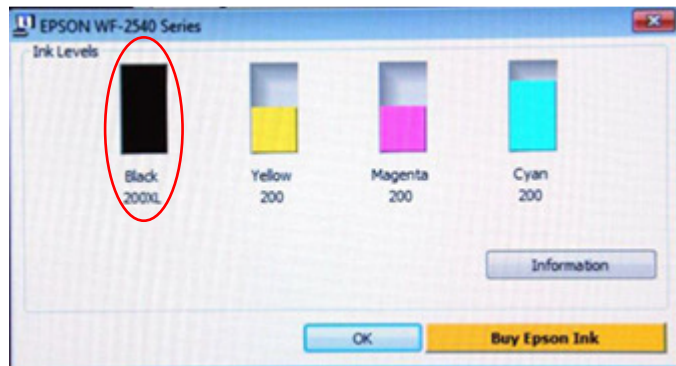 EPSON WF-2540 Series
Ink Levels
Black Yellow Magenta Cyan
200XL 200 200 200
Information
OK Buy Epson Ink